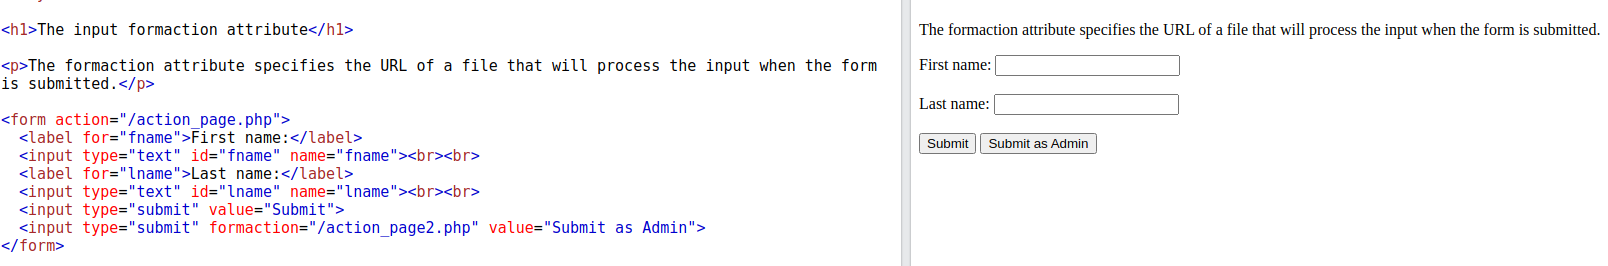 <h1>The input formaction attribute</h1>
<p>The formaction attribute specifies the URL of a file that will process the input when the form
is submitted.</p>
<form action="/action_page.php">
  <label for="fname">First name:</label>
  <input type="text" id="fname" name="fname"><br><br>
  <label for="lname">Last name:</label>
  <input type="text" id="lname" name="lname"><br><br>
  <input type="submit" value="Submit">
  <input type="submit" formaction="/action_page2.php" value="Submit as Admin">
</form>
The formaction attribute specifies the URL of a file that will process the input when the form is submitted.
First name:
Last name:
Submit Submit as Admin